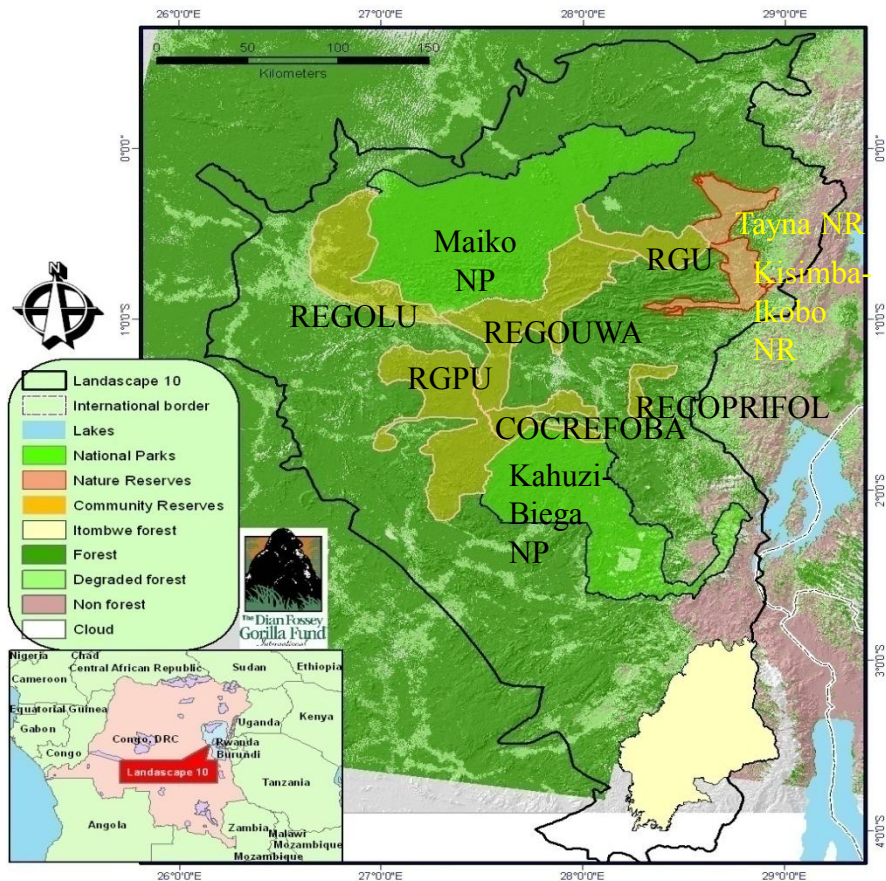 26°0'0"E
27°0'0"E
28°0'0"E
29°0'0"E
0
50
100
150
Kilometers
0°0'0"
0°0'0"
Tayna NR
Maiko
NP
RGU
Kisimba-
Ikobo
NR
N
1°0'0"S
1°0'0"S
REGOLU
REGOUWA
RGPU
RECOPRIFOL
COCREFOBA
Kahuzi-
Biega
NP
2°0'0"S
3°0'0"S
4°0'0"S
Landascape 10
International border
Lakes
National Parks
Nature Reserves
Community Reserves
Itombwe forest
Forest
Degraded forest
Non forest
Cloud
The Dian Fossey
Gorilla Fund
International
Nigeria
Chad
Central African Republic
Sudan
Ethiopia
Cameroon
Equatorial Guinea
Gabon
Congo
Congo, DRC
Uganda
Kenya
Rwanda
Burundi
Landascape 10
Tanzania
Angola
Zambia
Malawi
Mozambique
Mozambique
26°0'0"E
27°0'0"E
28°0'0"E
29°0'0"E